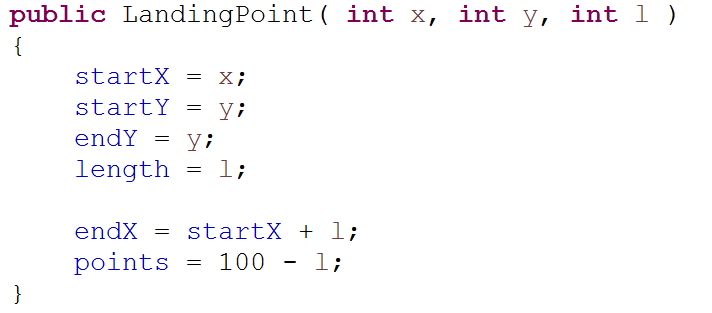 public LandingPoint( int x, int y, int l )
{
    startX = x;
    startY = y;
    endY = y;
    length = l;

    endX = startX + l;
    points = 100 - l;
}